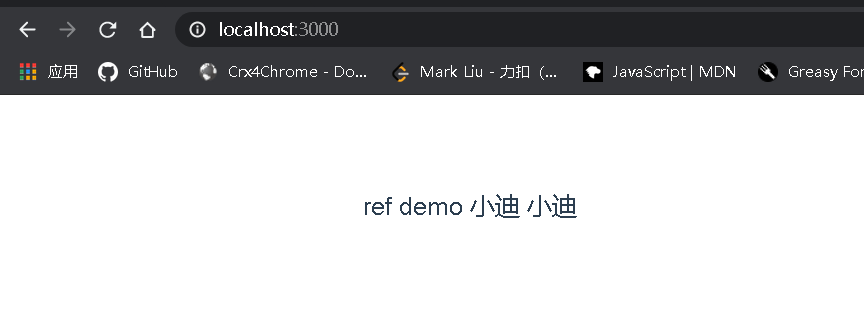 localhost:3000
应用 GitHub Crx4Chrome - Do... Mark Liu - 力扣（... JavaScript | MDN Greasy For
ref demo 小迪 小迪